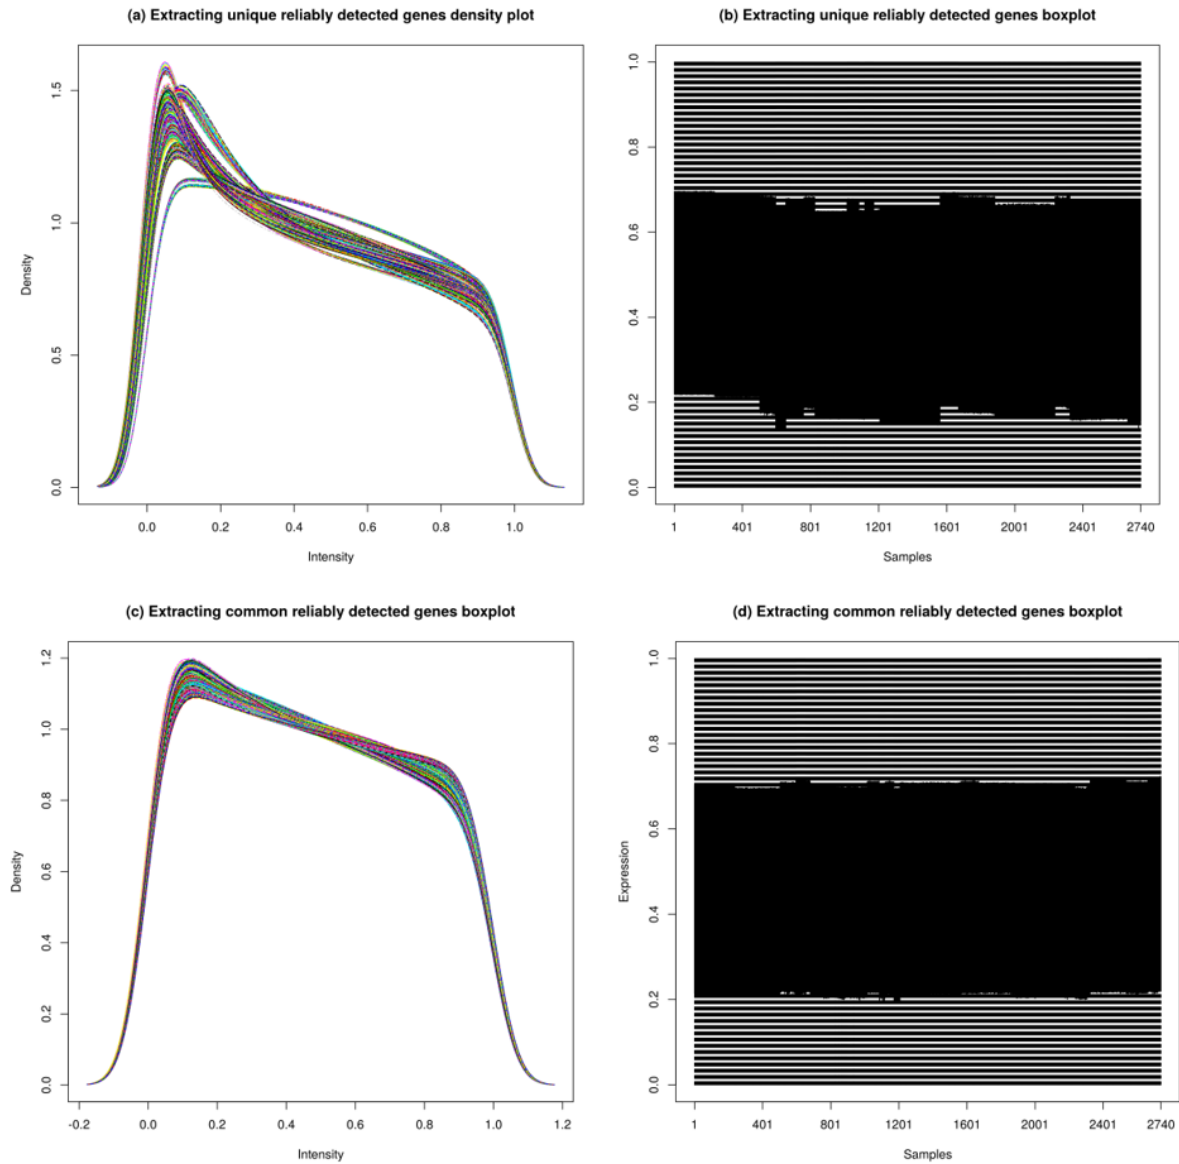 (a) Extracting unique reliably detected genes density plot
Density
0.0
0.5
1.0
1.5
0.0 0.2 0.4 0.6 0.8 1.0
Intensity
(b) Extracting unique reliably detected genes boxplot
Expression
0.0
0.2
0.4
0.6
0.8
1.0
1 401 801 1201 1601 2001 2401 2740
Samples
(c) Extracting common reliably detected genes boxplot
Density
0.0
0.2
0.4
0.6
0.8
1.0
1.2
-0.2 0.0 0.2 0.4 0.6 0.8 1.0 1.2
Intensity
(d) Extracting common reliably detected genes boxplot
Expression
0.0
0.2
0.4
0.6
0.8
1.0
1 401 801 1201 1601 2001 2401 2740
Samples